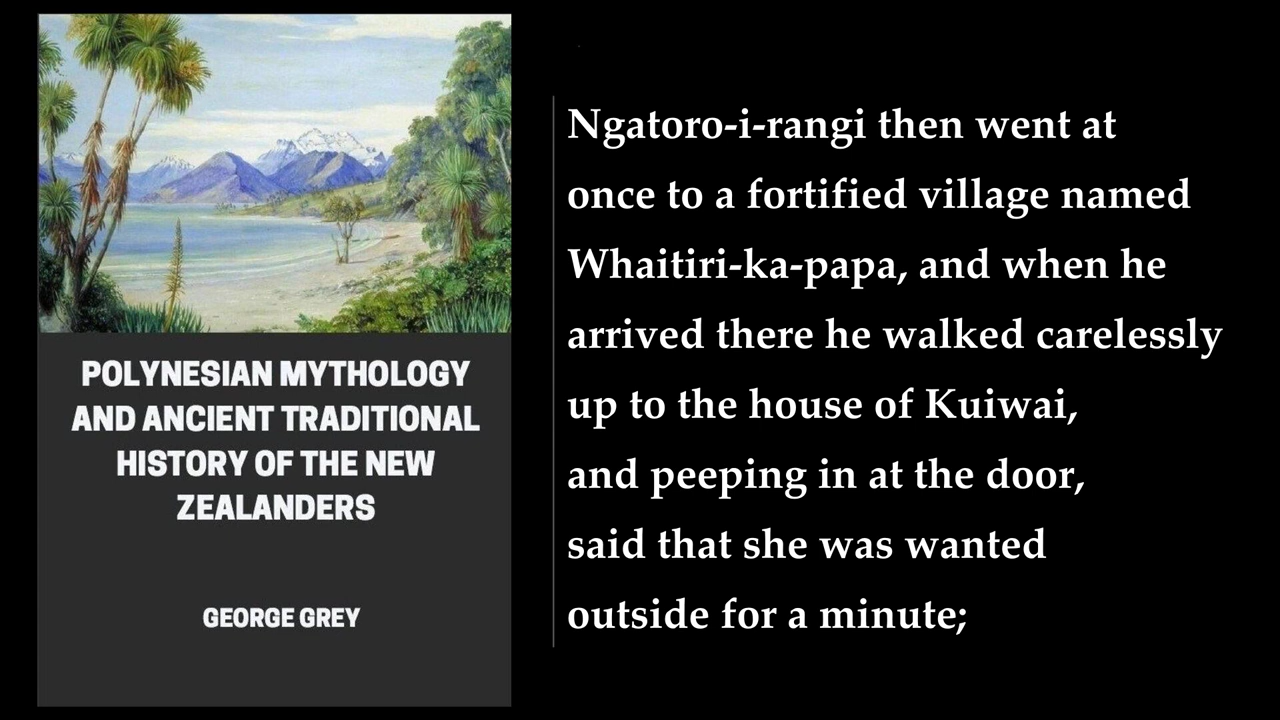 POLYNESIAN MYTHOLOGY
AND ANCIENT TRADITIONAL
HISTORY OF THE NEW
ZEALANDERS
GEORGE GREY
Ngatoro-i-rangi then went at
once to a fortified village named
Whaitiri-ka-papa, and when he
arrived there he walked carelessly
up to the house of Kuiwai,
and peeping in at the door,
said that she was wanted
outside for a minute;